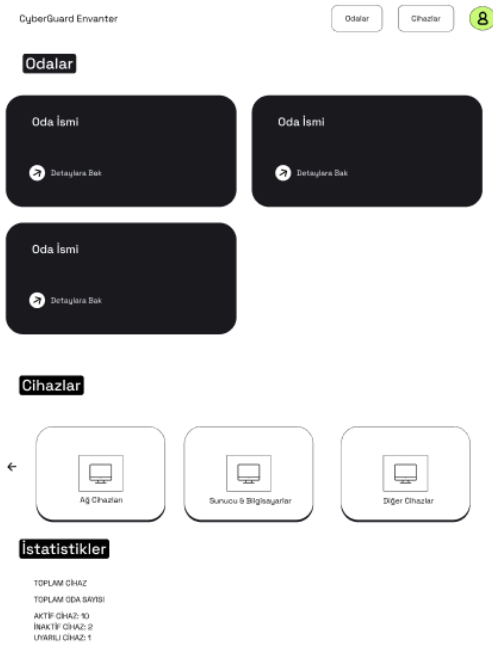 CyberGuard Envanter
Odalar
Cihazlar
Odalar
Oda İsmi
Oda İsmi
Detaylara Bak
Detaylara Bak
Oda İsmi
Detaylara Bak
Cihazlar
Ağ Cihazları
Sunucu & Bilgisayarlar
Diğer Cihazlar
İstatistikler
TOPLAM CİHAZ
TOPLAM ODA SAYISI
AKTİF CİHAZ: 10
İNAKTİF CİHAZ: 2
UYARILI CİHAZ: 1